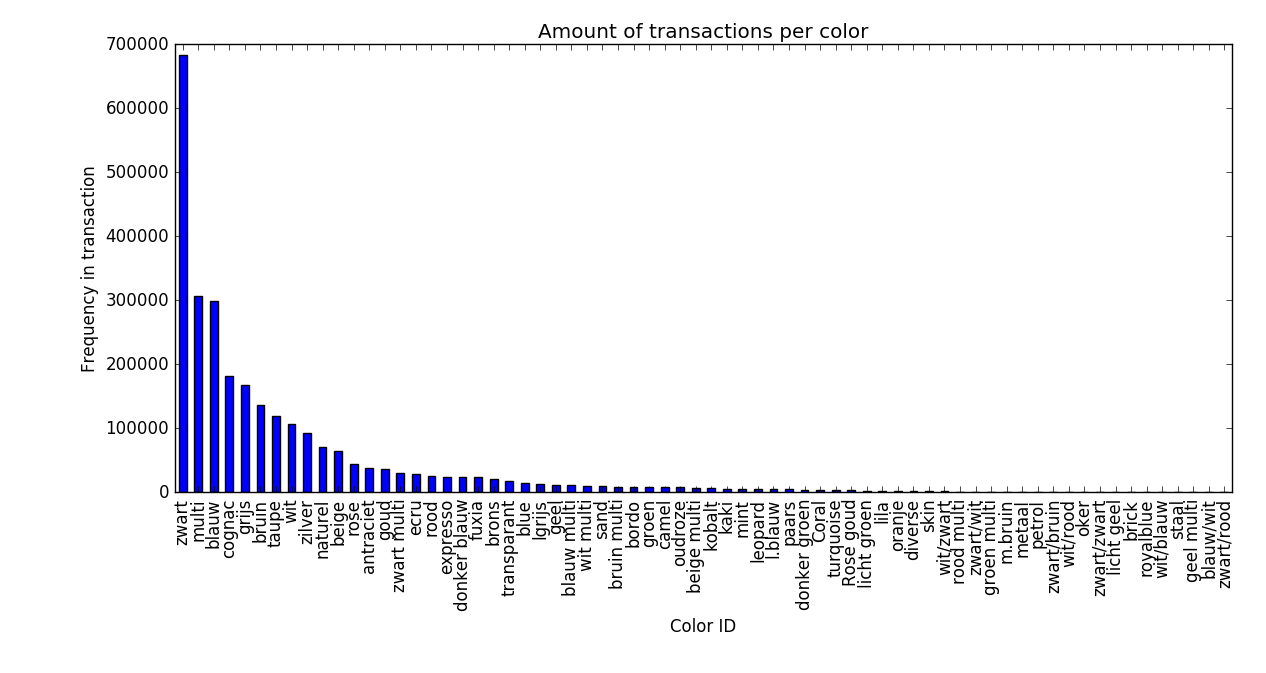 Amount of transactions per color
Frequency in transaction
700000
600000
500000
400000
300000
200000
100000
0
zwart
multi
blauw
cognac
grijs
bruin
taupe
wit
zilver
naturel
beige
rose
antraciet
goud
zwart multi
ecru
rood
expresso
donker blauw
fuxia
brons
transparant
blue
lgrijs
geel
blauw multi
wit multi
sand
bruin multi
bordo
groen
camel
oudroze
beige multi
kobalt
kaki
mint
leopard
l.blauw
paars
donker groen
Coral
turquoise
Rose goud
licht groen
lila
oranje
diverse
skin
wit/zwart
rood multi
zwart/wit
groen multi
m.bruin
metaal
petrol
zwart/bruin
wit/rood
oker
zwart/zwart
licht geel
brick
royalblue
wit/blauw
staal
geel multi
blauw/wit
zwart/rood
Color ID